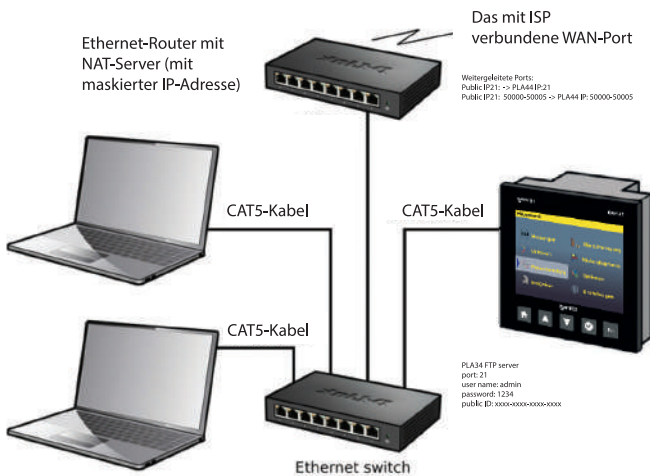 Ethernet-Router mit
NAT-Server (mit
maskierter IP-Adresse)
Das mit ISP
verbundene WAN-Port
Weitergeleitete Ports:
Public IP21: -> PLA44 IP:21
Public IP21: 50000-50005 -> PLA44 IP: 50000-50005
CAT5-Kabel
CAT5-Kabel
CAT5-Kabel
PLA34 FTP server
port: 21
user name: admin
password: 1234
public ID: xxxx-xxxx-xxxx-xxxx
Ethernet switch